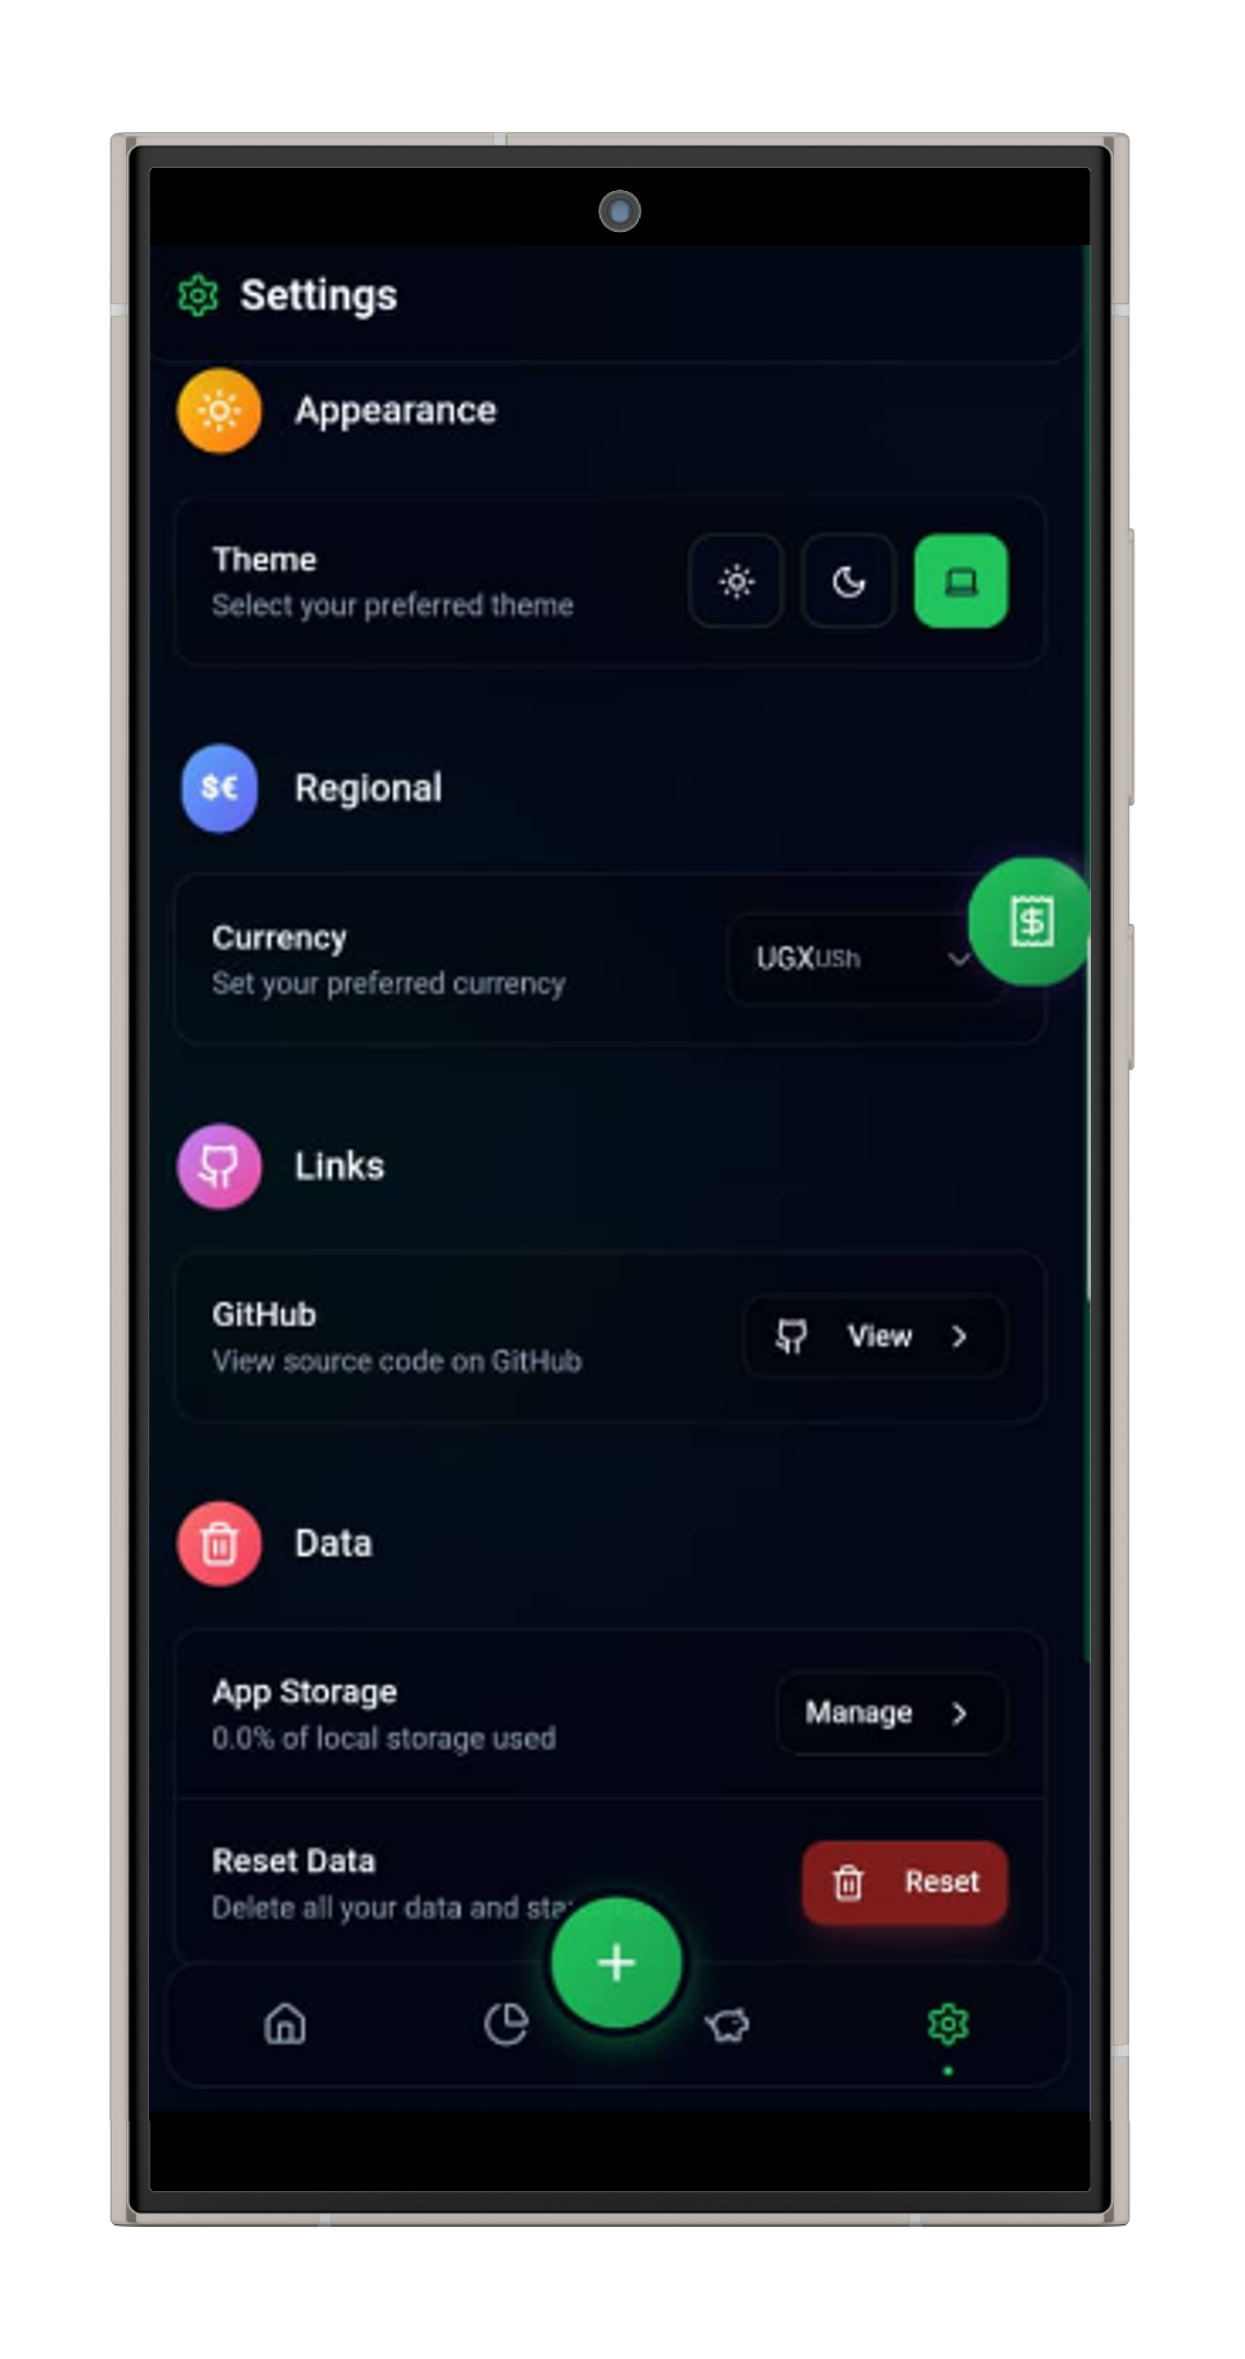 Settings
Appearance
Theme
Select your preferred theme
$€
Regional
Currency
Set your preferred currency
UGX USh
$
Links
GitHub
View source code on GitHub
View
Data
App Storage
0.0% of local storage used
Manage
Reset Data
Delete all your data and
Reset